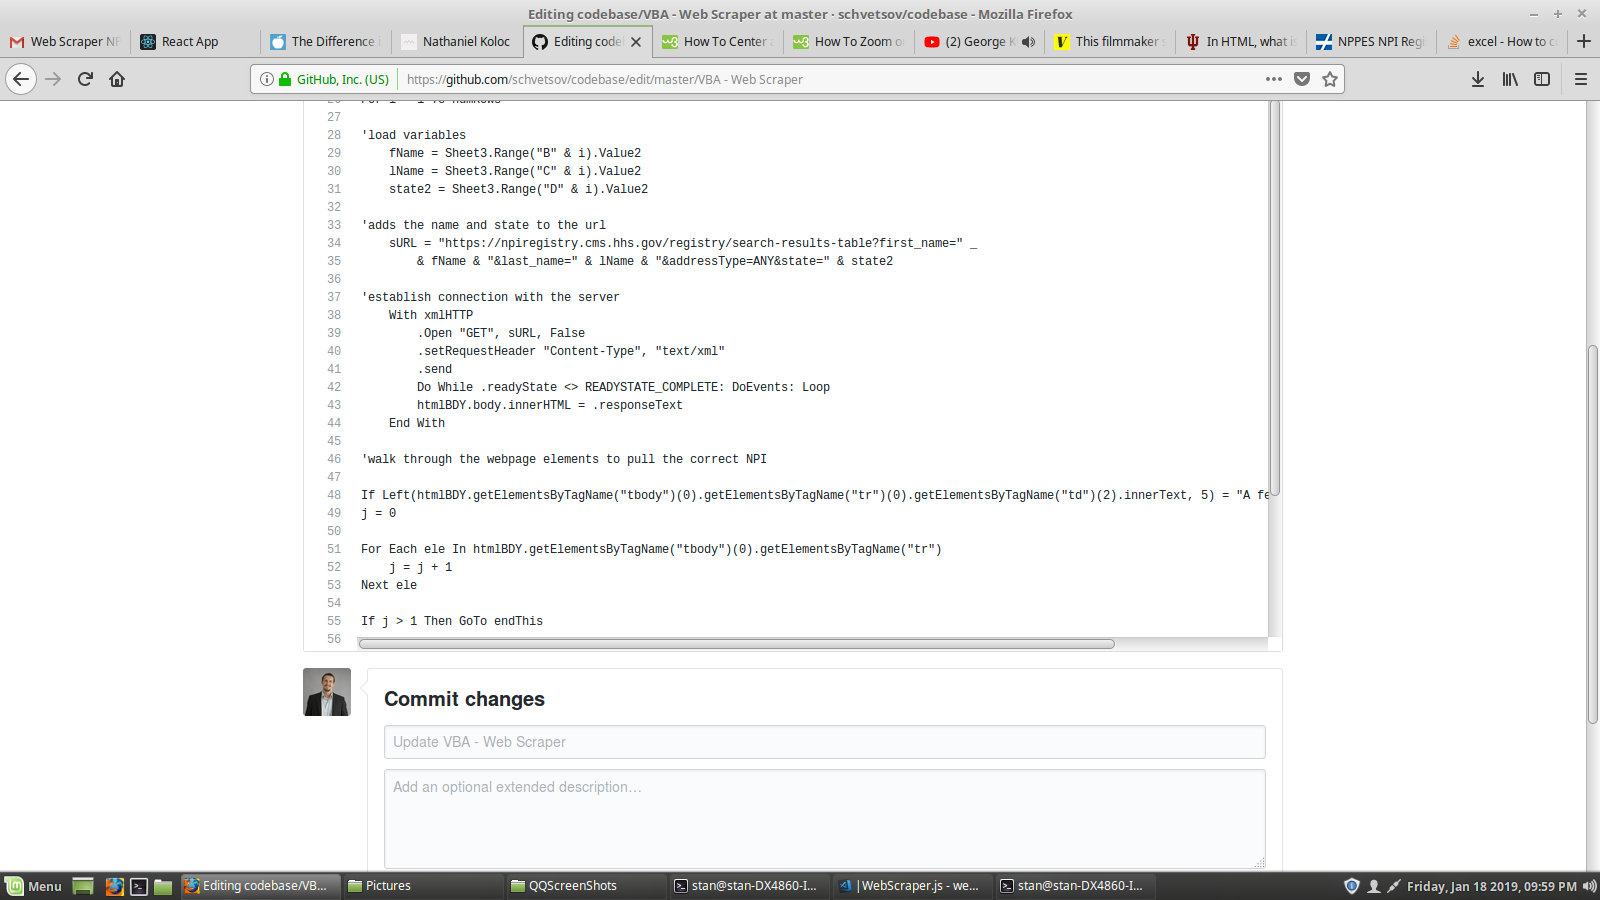 Editing codebase/VBA - Web Scraper at master · schvetsov/codebase - Mozilla Firefox
Web Scraper NP
React App
The Difference
Nathaniel Koloc
Editing code
How To Center
How To Zoom o
(2) George K
This filmmaker
In HTML, what is
NPPES NPI Reg
excel - How to c
GitHub, Inc. (US)
https://github.com/schvetsov/codebase/edit/master/VBA - Web Scraper
26 For i = 1 To numRows
27
28 'load variables
29 fName = Sheet3.Range("B" & i).Value2
30 lName = Sheet3.Range("C" & i).Value2
31 state2 = Sheet3.Range("D" & i).Value2
32
33 'adds the name and state to the url
34 sURL = "https://npiregistry.cms.hhs.gov/registry/search-results-table?first_name=" _
35 & fName & "&last_name=" & lName & "&addressType=ANY&state=" & state2
36
37 'establish connection with the server
38 With xmlHTTP
39 .Open "GET", sURL, False
40 .setRequestHeader "Content-Type", "text/xml"
41 .send
42 Do While .readyState <> READYSTATE_COMPLETE: DoEvents: Loop
43 htmlBDY.body.innerHTML = .responseText
44 End With
45
46 'walk through the webpage elements to pull the correct NPI
47
48 If Left(htmlBDY.getElementsByTagName("tbody")(0).getElementsByTagName("tr")(0).getElementsByTagName("td")(2).innerText, 5) = "A fe
49 j = 0
50
51 For Each ele In htmlBDY.getElementsByTagName("tbody")(0).getElementsByTagName("tr")
52 j = j + 1
53 Next ele
54
55 If j > 1 Then GoTo endThis
56
Commit changes
Update VBA - Web Scraper
Add an optional extended description…
Menu
Editing codebase/VB...
Pictures
QQScreenShots
stan@stan-DX4860-I...
|WebScraper.js - we...
stan@stan-DX4860-I...
Friday, Jan 18 2019, 09:59 PM